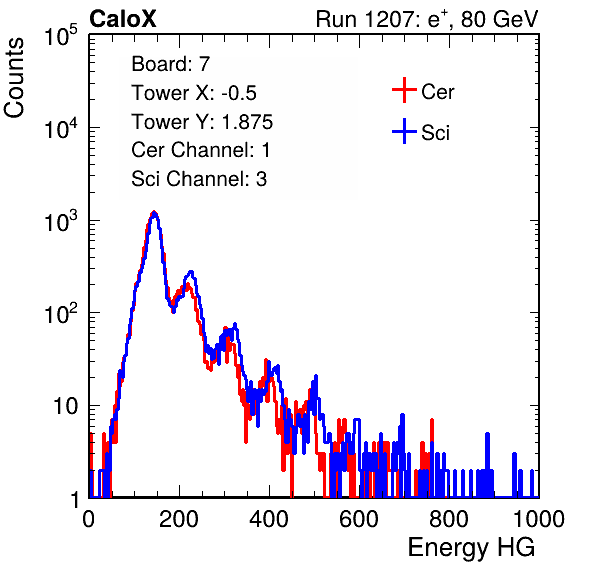 CaloX Run 1207: e⁺, 80 GeV
Counts
Board: 7
Tower X: -0.5
Tower Y: 1.875
Cer Channel: 1
Sci Channel: 3
Cer
Sci
10⁵
10⁴
10³
10²
10
1
0 200 400 600 800 1000
Energy HG